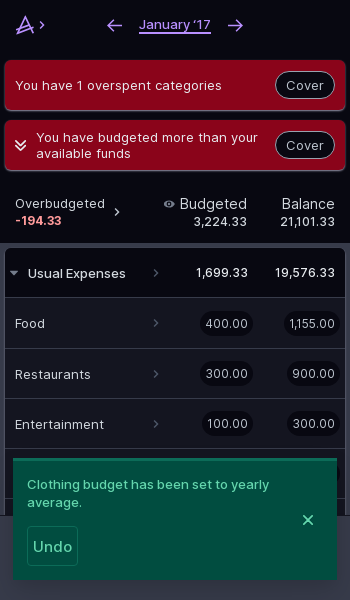 January ‘17
You have 1 overspent categories
Cover
You have budgeted more than your
available funds
Cover
Overbudgeted
-194.33
Budgeted
3,224.33
Balance
21,101.33
Usual Expenses 1,699.33 19,576.33
Food 400.00 1,155.00
Restaurants 300.00 900.00
Entertainment 100.00 300.00
Clothing budget has been set to yearly
average.
Undo